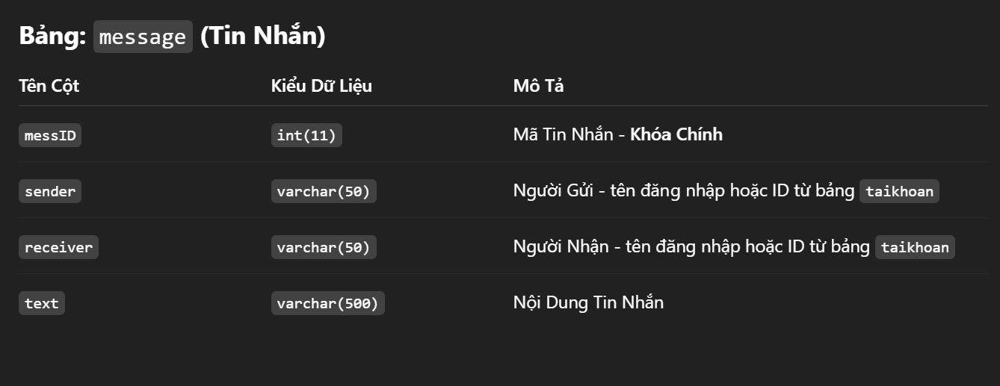 Bảng: message (Tin Nhắn)
Tên Cột Kiểu Dữ Liệu Mô Tả
messID int(11) Mã Tin Nhắn - Khóa Chính
sender varchar(50) Người Gửi - tên đăng nhập hoặc ID từ bảng taikhoan
receiver varchar(50) Người Nhận - tên đăng nhập hoặc ID từ bảng taikhoan
text varchar(500) Nội Dung Tin Nhắn